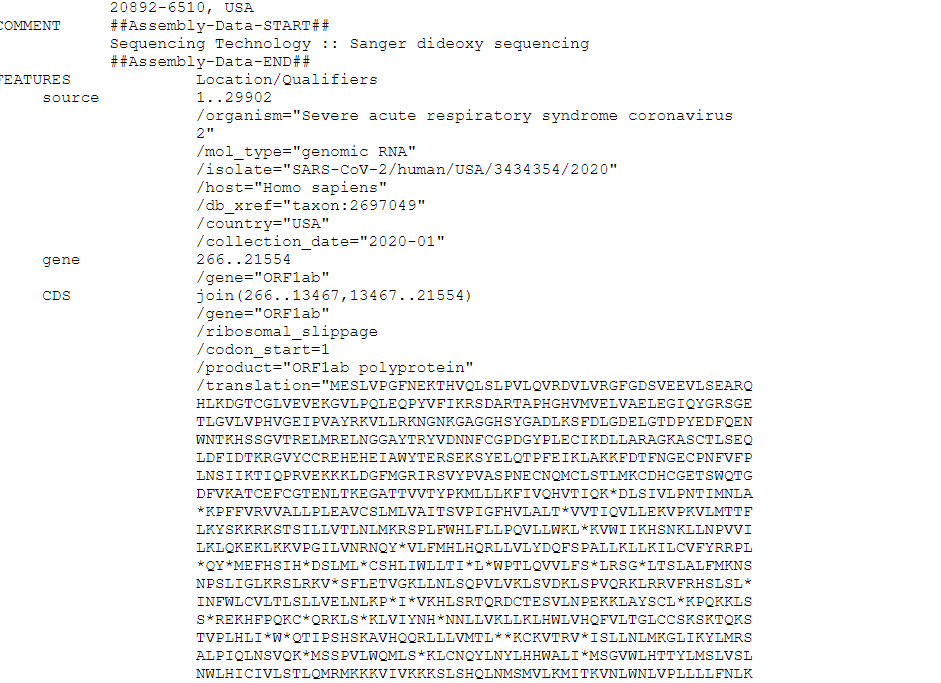 20892-6510, USA
COMMENT ##Assembly-Data-START##
Sequencing Technology :: Sanger dideoxy sequencing
##Assembly-Data-END##
FEATURES Location/Qualifiers
source 1..29902
/organism="Severe acute respiratory syndrome coronavirus
2"
/mol_type="genomic RNA"
/isolate="SARS-CoV-2/human/USA/3434354/2020"
/host="Homo sapiens"
/db_xref="taxon:2697049"
/country="USA"
/collection_date="2020-01"
gene 266..21554
/gene="ORF1ab"
CDS join(266..13467,13467..21554)
/gene="ORF1ab"
/ribosomal_slippage
/codon_start=1
/product="ORF1ab polyprotein"
/translation="MESLVPGFNEKTHVQLSLPVLQVRDVLVRGFGDSVEEVLSEARQ
HLKDGTCGLVEVEKGVLPQLEQPYVFIKRSDARTAPHGHVMVELVAELEGIQYGRSGE
TLGVLVPHVGEIPVAYRKVLLRKNGNKGAGGHSYGADLKSFDLGDELGTDPYEDFQEN
WNTKHSSGVTRELMRELNGGAYTRYVDNNFCGPDGYPLECIKDLLARAGKASCTLSEQ
LDFIDTKRGVYCCREHEHEIAWYTERSEKSYELQTPFEIKLAKKFDTFNGECPNFVFP
LNSIIKTIQPRVEKKKLDGFMGRIRSVYPVASPNECNQMCLSTLMKCDHCGETSWQTG
DFVKATCEFCGTENLTKEGATTVVTYPKMLLLKFIVQHVTIQK*DLSIVLPNTIMNLA
*KPFFVRVVALLPLEAVCSLMLVAITSVPIGFHVLALT*VVTIQVLLEKVPKVLMTTF
LKYSKKRKSTSILLVTLNLMKRSPLFWHLFLLPQVLLWKL*KVWIIKHSNKLLNPVVI
LKLQKEKLKKVPGILVNRNQY*VLFMHLHQRLLVLYDQFSPALLKLLKILCVFYRRPL
*QY*MEFHSIH*DSLML*CSHLIWLLTI*L*WPTLQVVLFS*LRSG*LTSLALFMKNS
NPSLIGLKRSLRKV*SFLETVGKLLNLSQPVLVKLSVDKLSPVQRKLRRVFRHSLSL*
INFWLCVLTLSLLVELNLKP*I*VKHLSRTQRDCTESVLNPEKKLAYSCL*KPQKKLS
S*REKHFPQKC*QRKLS*KLVIYNH*NNLLVKLLKLHWLVHQFVLTGLCCSKSKTQKS
TVPLHLI*W*QTIPSHSKAVHQQRLLLVMTL**KCKVTRV*ISLLNLMKGLIKYLMRS
ALPIQLNSVQK*MSSPVLWQMLS*KLCNQYLNYLHHWALI*MSGVWLHTTYLMSLVSL
NWLHICIVLSTLQMRMKKKVIVKKKSLSHQLNMSMVLKMITKVNLWNLVPLLLLFNLK